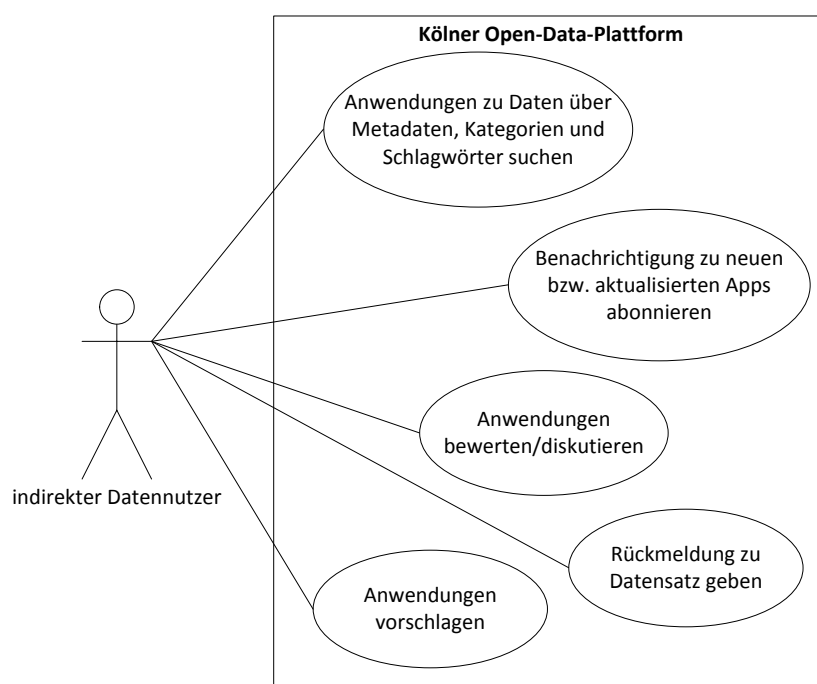 Kölner Open-Data-Plattform
Anwendungen zu Daten über
Metadaten, Kategorien und
Schlagwörter suchen
Benachrichtigung zu neuen
bzw. aktualisierten Apps
abonnieren
Anwendungen
bewerten/diskutieren
indirekter Datennutzer
Rückmeldung zu
Datensatz geben
Anwendungen
vorschlagen